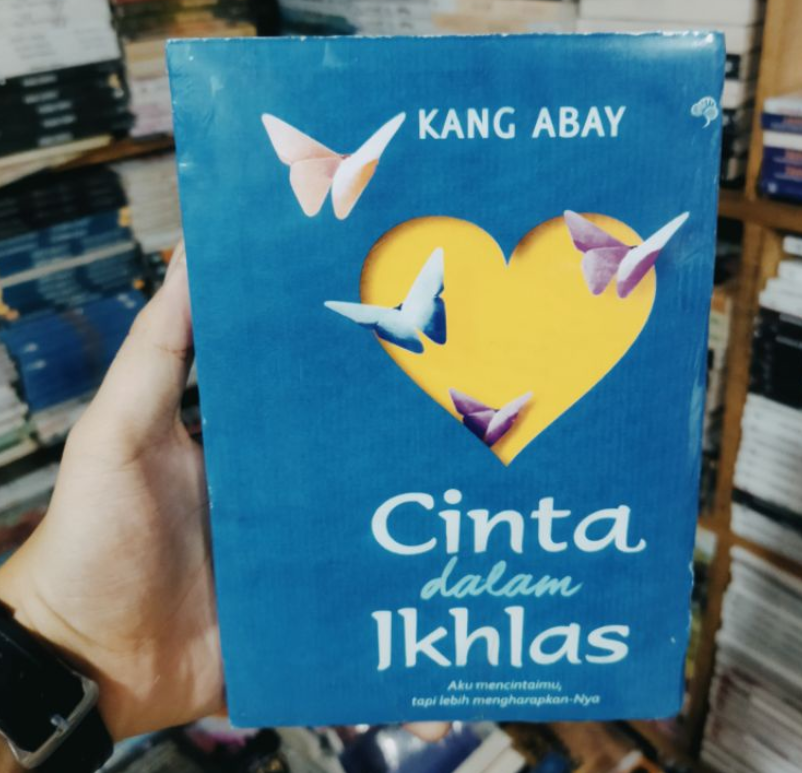 KANG ABAY
Cinta
dalam
Ikhlas
Aku mencintaimu,
tapi lebih mengharapkan-Nya